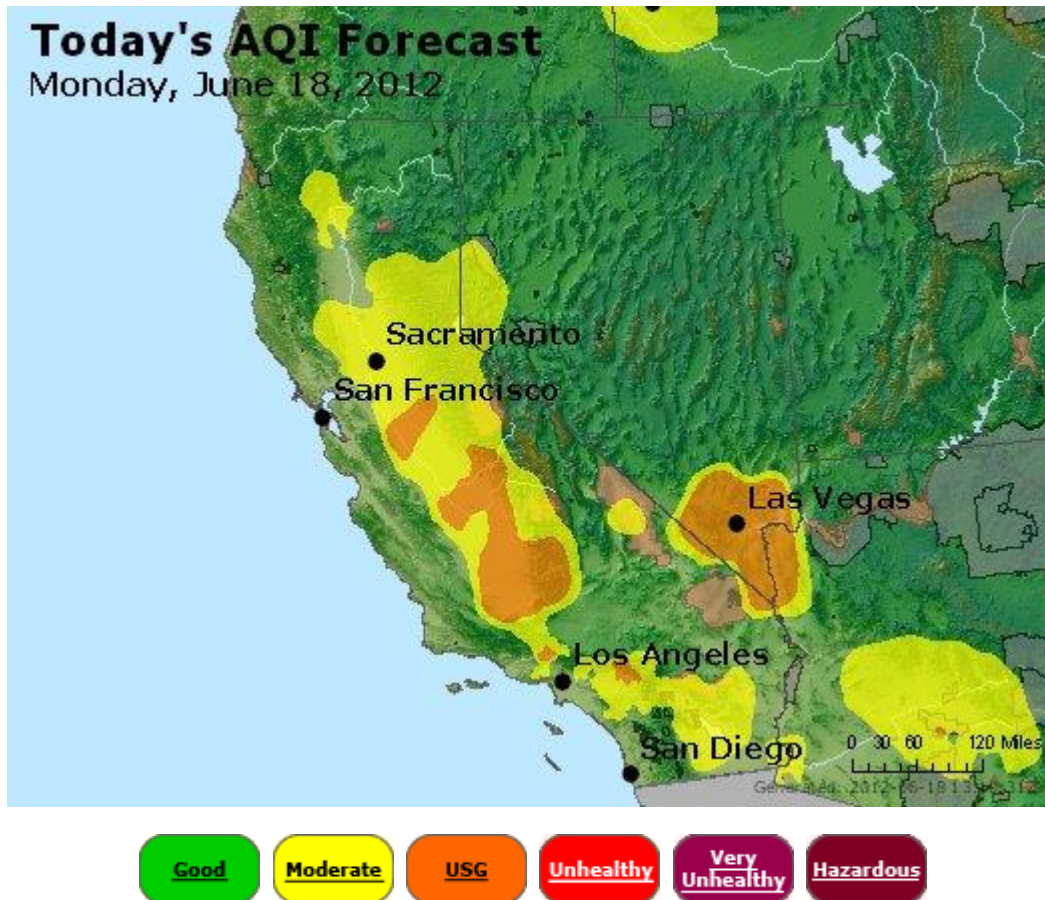 Today's AQI Forecast
Monday, June 18, 2012
Sacramento
San Francisco
Las Vegas
Los Angeles
San Diego
0 30 60 120 Miles
Good
Moderate
USG
Unhealthy
Very
Unhealthy
Hazardous